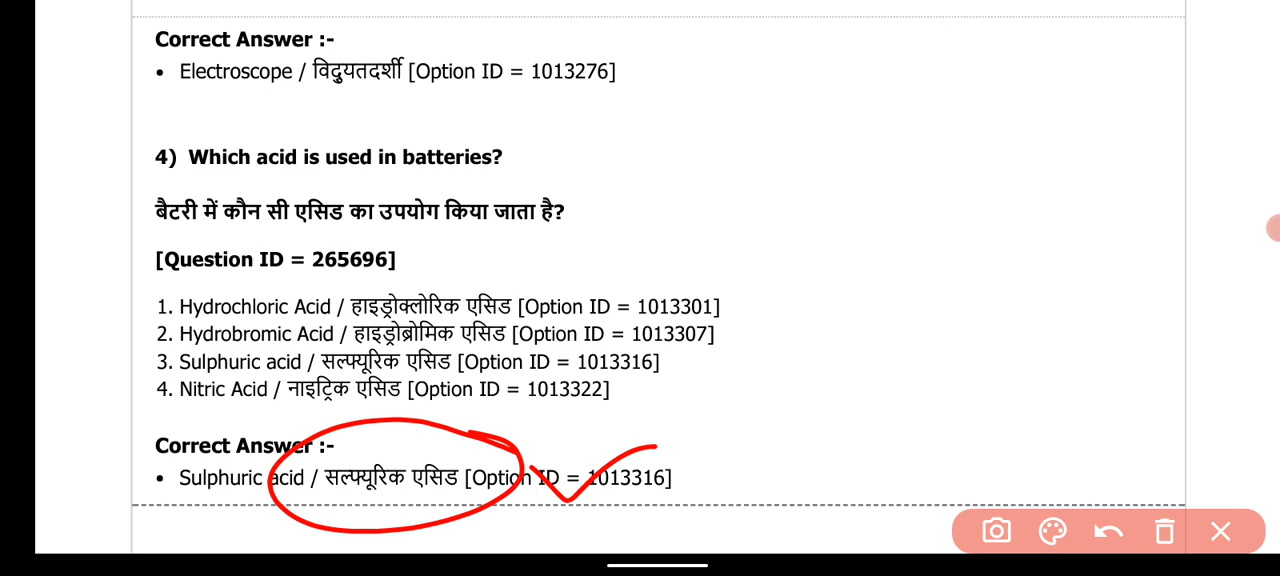 Correct Answer :-
• Electroscope / विदुयतदर्शी [Option ID = 1013276]
4) Which acid is used in batteries?
बैटरी में कौन सी एसिड का उपयोग किया जाता है?
[Question ID = 265696]
1. Hydrochloric Acid / हाइड्रोक्लोरिक एसिड [Option ID = 1013301]
2. Hydrobromic Acid / हाइड्रोब्रोमिक एसिड [Option ID = 1013307]
3. Sulphuric acid / सल्फ्यूरिक एसिड [Option ID = 1013316]
4. Nitric Acid / नाइट्रिक एसिड [Option ID = 1013322]
Correct Answer :-
• Sulphuric acid / सल्फ्यूरिक एसिड [Option ID = 1013316]